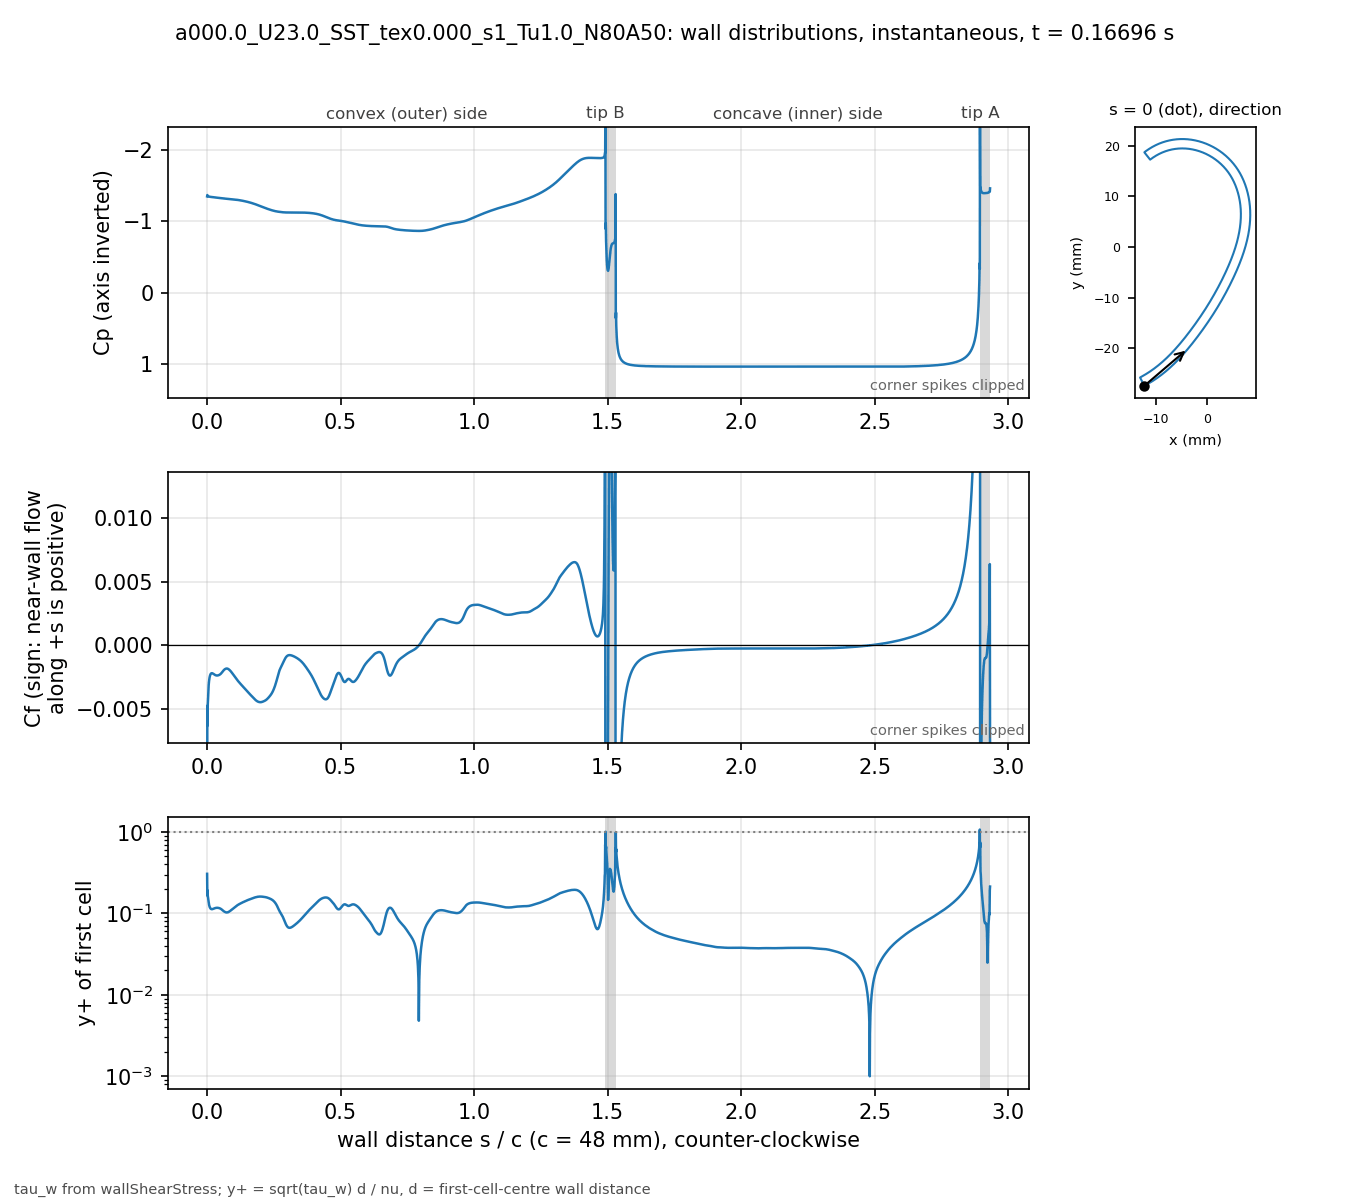 a000.0_U23.0_SST_tex0.000_s1_Tu1.0_N80A50: wall distributions, instantaneous, t = 0.16696 s
convex (outer) side
tip B
concave (inner) side
tip A
s = 0 (dot), direction
Cp (axis inverted)
−2
−1
0
1
corner spikes clipped
0.0 0.5 1.0 1.5 2.0 2.5 3.0
y (mm)
20
10
0
−10
−20
−10 0
x (mm)
Cf (sign: near-wall flow
along +s is positive)
0.010
0.005
0.000
−0.005
corner spikes clipped
0.0 0.5 1.0 1.5 2.0 2.5 3.0
y+ of first cell
10⁰
10⁻¹
10⁻²
10⁻³
0.0 0.5 1.0 1.5 2.0 2.5 3.0
wall distance s / c (c = 48 mm), counter-clockwise
tau_w from wallShearStress; y+ = sqrt(tau_w) d / nu, d = first-cell-centre wall distance